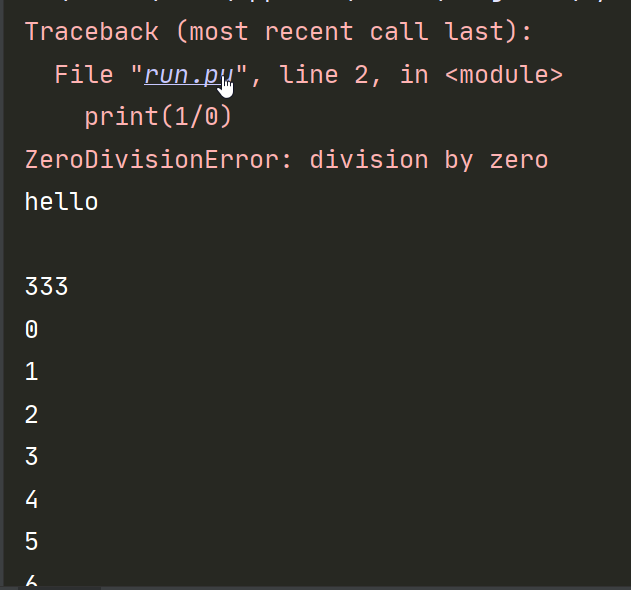 Traceback (most recent call last):
File "run.py", line 2, in <module>
print(1/0)
ZeroDivisionError: division by zero
hello
333
0
1
2
3
4
5
6